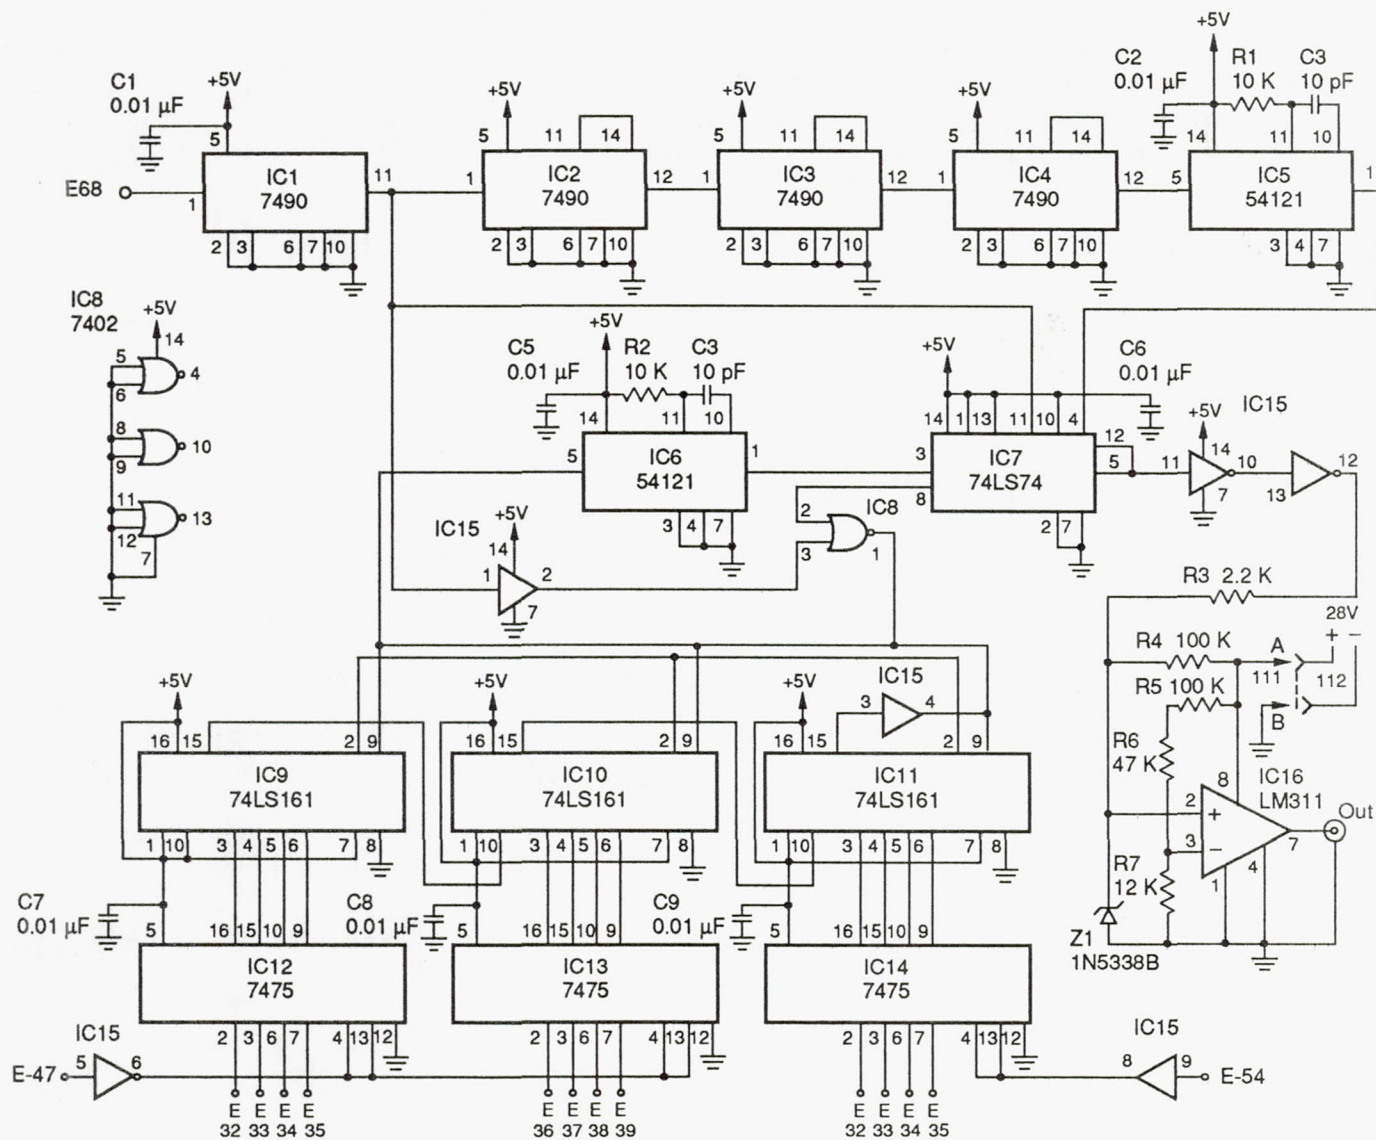 C1
0.01 µF
+5V
5
E68
1
IC1
7490
11
2 3 6 7 10
+5V
5 11 14
1
IC2
7490
12
2 3 6 7 10
+5V
5 11 14
1
IC3
7490
12
2 3 6 7 10
+5V
5 11 14
1
IC4
7490
12
2 3 6 7 10
+5V
C2
0.01 µF
R1
10 K
C3
10 pF
14 11 10
5
IC5
54121
1
3 4 7
IC8
7402
+5V
14
5
6
4
8
9
10
11
12
13
7
+5V
C5
0.01 µF
R2
10 K
C3
10 pF
14 11 10
5
IC6
54121
1
3 4 7
+5V
C6
0.01 µF
14 1 13 11 10 4
3
8
IC7
74LS74
12
5
2 7
+5V
IC15
11
14
7
10
13
12
IC15
+5V
14
1
2
7
IC8
2
3
1
R3 2.2 K
28V
+ −
R4 100 K
A
111
112
R5 100 K
B
R6
47 K
IC16
LM311
8
2
+
3
−
1
4
7
Out
R7
12 K
Z1
1N5338B
+5V
16 15 2 9
IC9
74LS161
1 10 3 4 5 6 7 8
+5V
16 15 2 9
IC10
74LS161
1 10 3 4 5 6 7 8
+5V
IC15
3
4
16 15 2 9
IC11
74LS161
1 10 3 4 5 6 7 8
C7
0.01 µF
5 16 15 10 9
IC12
7475
2 3 6 7 4 13 12
C8
0.01 µF
5 16 15 10 9
IC13
7475
2 3 6 7 4 13 12
C9
0.01 µF
5 16 15 10 9
IC14
7475
2 3 6 7 4 13 12
IC15
E-47
5
6
IC15
8
9
E-54
E E E E
32 33 34 35
E E E E
36 37 38 39
E E E E
32 33 34 35